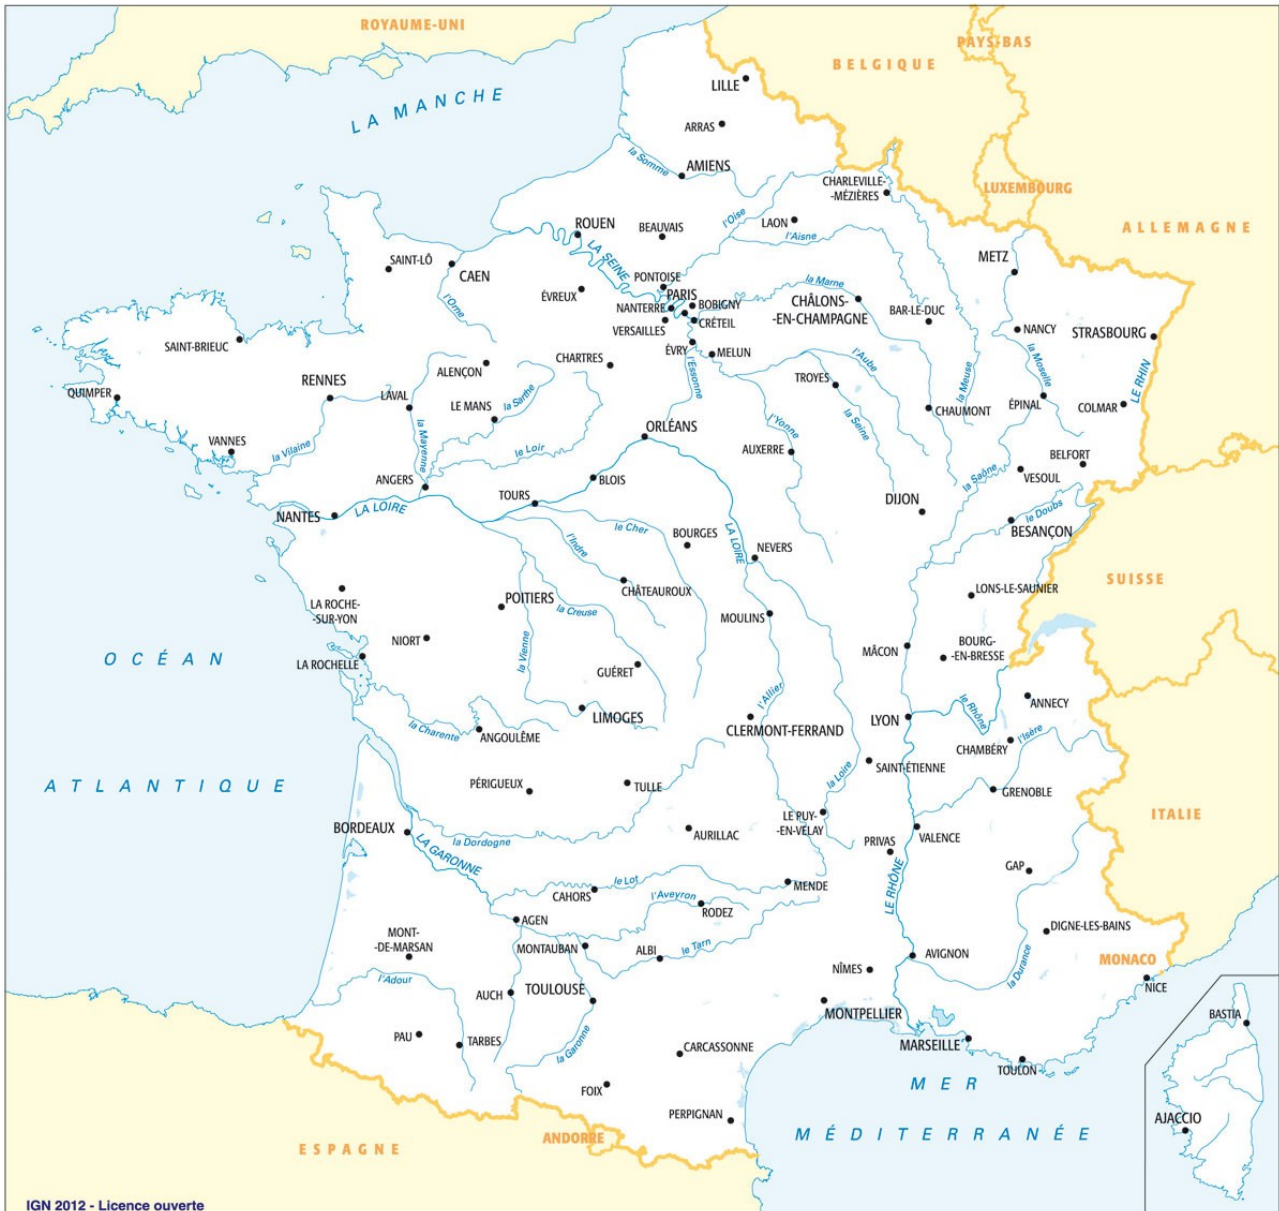 ROYAUME-UNI
PAYS-BAS
BELGIQUE
LILLE
LA MANCHE
ARRAS
la Somme
AMIENS
CHARLEVILLE-
-MÉZIÈRES
LUXEMBOURG
ALLEMAGNE
ROUEN
BEAUVAIS
l'Oise
LAON
l'Aisne
LA SEINE
METZ
SAINT-LÔ
CAEN
PONTOISE
la Marne
ÉVREUX
PARIS
NANTERRE
BOBIGNY
CHÂLONS-
-EN-CHAMPAGNE
BAR-LE-DUC
l'Orne
VERSAILLES
CRÉTEIL
NANCY
STRASBOURG
SAINT-BRIEUC
ÉVRY
MELUN
CHARTRES
l'Essonne
l'Aube
la Moselle
ALENÇON
TROYES
la Meuse
LE RHIN
RENNES
QUIMPER
LAVAL
LE MANS
la Sarthe
ÉPINAL
COLMAR
CHAUMONT
la Seine
l'Yonne
ORLÉANS
VANNES
la Vilaine
la Mayenne
le Loir
AUXERRE
BELFORT
ANGERS
BLOIS
la Saône
VESOUL
TOURS
DIJON
NANTES
LA LOIRE
le Cher
le Doubs
BESANÇON
l'Indre
BOURGES
LA LOIRE
NEVERS
SUISSE
CHÂTEAUROUX
LONS-LE-SAUNIER
LA ROCHE-
-SUR-YON
POITIERS
la Creuse
MOULINS
NIORT
la Vienne
MÂCON
BOURG-
-EN-BRESSE
OCÉAN
LA ROCHELLE
GUÉRET
l'Allier
le Rhône
ANNECY
LIMOGES
LYON
la Charente
ANGOULÊME
CLERMONT-FERRAND
CHAMBÉRY
l'Isère
SAINT-ÉTIENNE
la Loire
ATLANTIQUE
PÉRIGUEUX
TULLE
GRENOBLE
ITALIE
BORDEAUX
LE PUY-
-EN-VELAY
VALENCE
la Dordogne
AURILLAC
PRIVAS
LA GARONNE
GAP
le Lot
MENDE
LE RHÔNE
CAHORS
l'Aveyron
RODEZ
AGEN
DIGNE-LES-BAINS
MONT-
-DE-MARSAN
MONTAUBAN
ALBI
le Tarn
AVIGNON
MONACO
NÎMES
la Durance
l'Adour
AUCH
TOULOUSE
NICE
MONTPELLIER
BASTIA
PAU
TARBES
la Garonne
CARCASSONNE
MARSEILLE
TOULON
FOIX
MER
PERPIGNAN
AJACCIO
MÉDITERRANÉE
ANDORRE
ESPAGNE
IGN 2012 - Licence ouverte